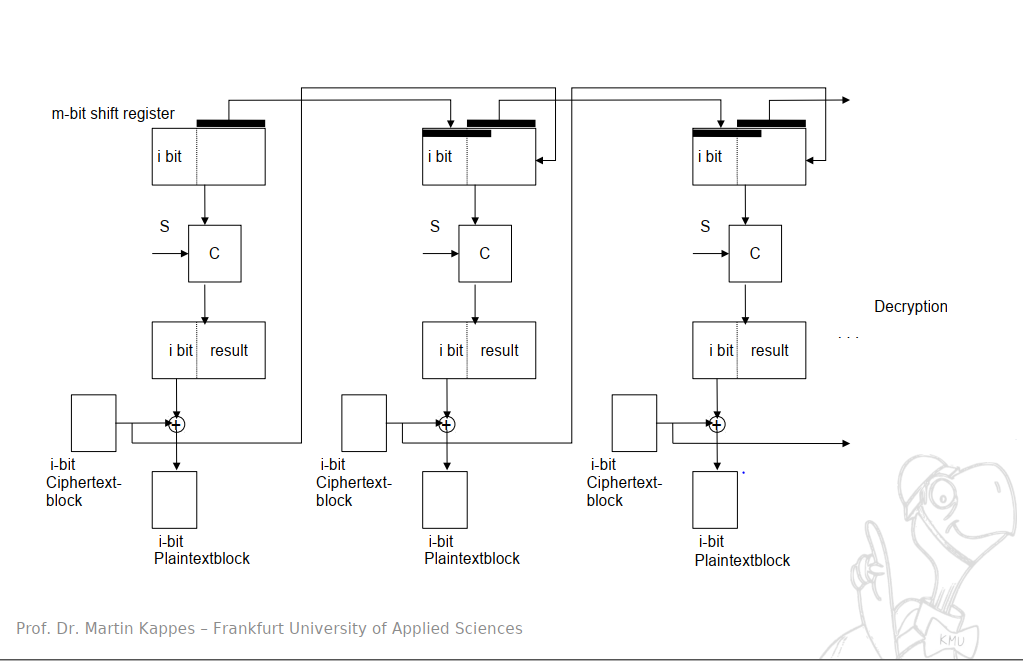 m-bit shift register
i bit
i bit
i bit
S
S
S
C
C
C
Decryption
i bit result
i bit result
i bit result
. . .
+
+
+
i-bit
Ciphertext-
block
i-bit
Ciphertext-
block
i-bit
Ciphertext-
block
i-bit
Plaintextblock
i-bit
Plaintextblock
i-bit
Plaintextblock
Prof. Dr. Martin Kappes – Frankfurt University of Applied Sciences
KMU